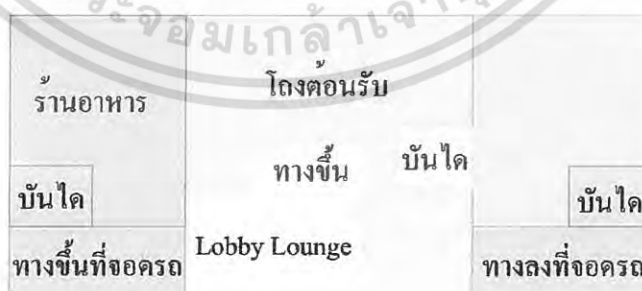 ร้านอาหาร
โถงต้อนรับ
ทางขึ้น
บันได
บันได
บันได
ทางขึ้นที่จอดรถ
Lobby Lounge
ทางลงที่จอดรถ